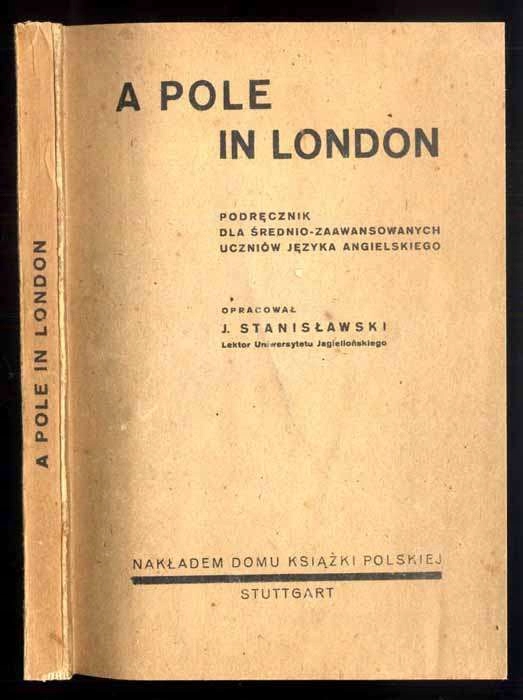 A POLE IN LONDON
A POLE
IN LONDON
PODRĘCZNIK
DLA ŚREDNIO-ZAAWANSOWANYCH
UCZNIÓW JĘZYKA ANGIELSKIEGO
OPRACOWAŁ
J. STANISŁAWSKI
Lektor Uniwersytetu Jagiellońskiego
NAKŁADEM DOMU KSIĄŻKI POLSKIEJ
STUTTGART